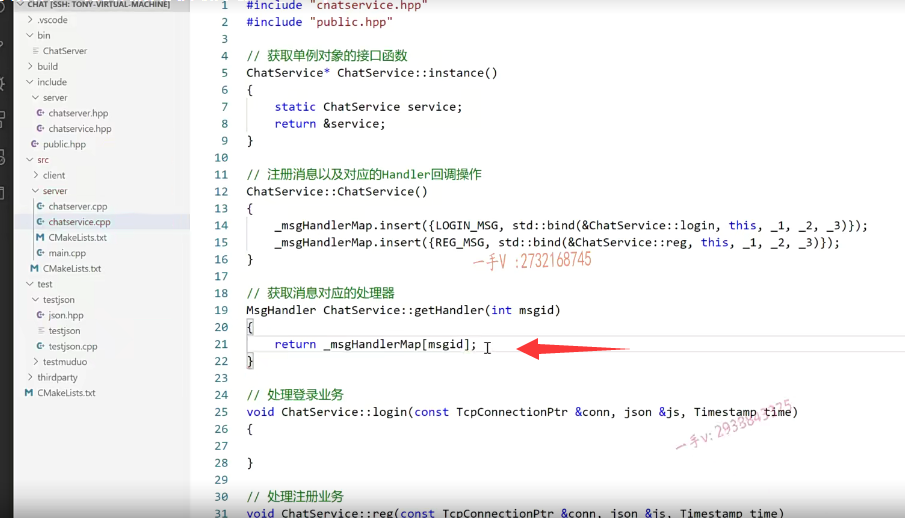 CHAT [SSH: TONY-VIRTUAL-MACHINE]
.vscode
bin
ChatServer
build
include
server
chatserver.hpp
chatservice.hpp
public.hpp
src
client
server
chatserver.cpp
chatservice.cpp
CMakeLists.txt
main.cpp
CMakeLists.txt
test
testjson
json.hpp
testjson
testjson.cpp
testmuduo
thirdparty
CMakeLists.txt
1 #include "chatservice.hpp"
2 #include "public.hpp"
3
4 // 获取单例对象的接口函数
5 ChatService* ChatService::instance()
6 {
7 static ChatService service;
8 return &service;
9 }
10
11 // 注册消息以及对应的Handler回调操作
12 ChatService::ChatService()
13 {
14 _msgHandlerMap.insert({LOGIN_MSG, std::bind(&ChatService::login, this, _1, _2, _3)});
15 _msgHandlerMap.insert({REG_MSG, std::bind(&ChatService::reg, this, _1, _2, _3)});
16 }
一手V :2732168745
17
18 // 获取消息对应的处理器
19 MsgHandler ChatService::getHandler(int msgid)
20 {
21 return _msgHandlerMap[msgid];
22 }
23
24 // 处理登录业务
25 void ChatService::login(const TcpConnectionPtr &conn, json &js, Timestamp time)
26 {
一手v:
27
28 }
29
30 // 处理注册业务
31 void ChatService::reg(const TcpConnectionPtr &conn, json &js, Timestamp time)